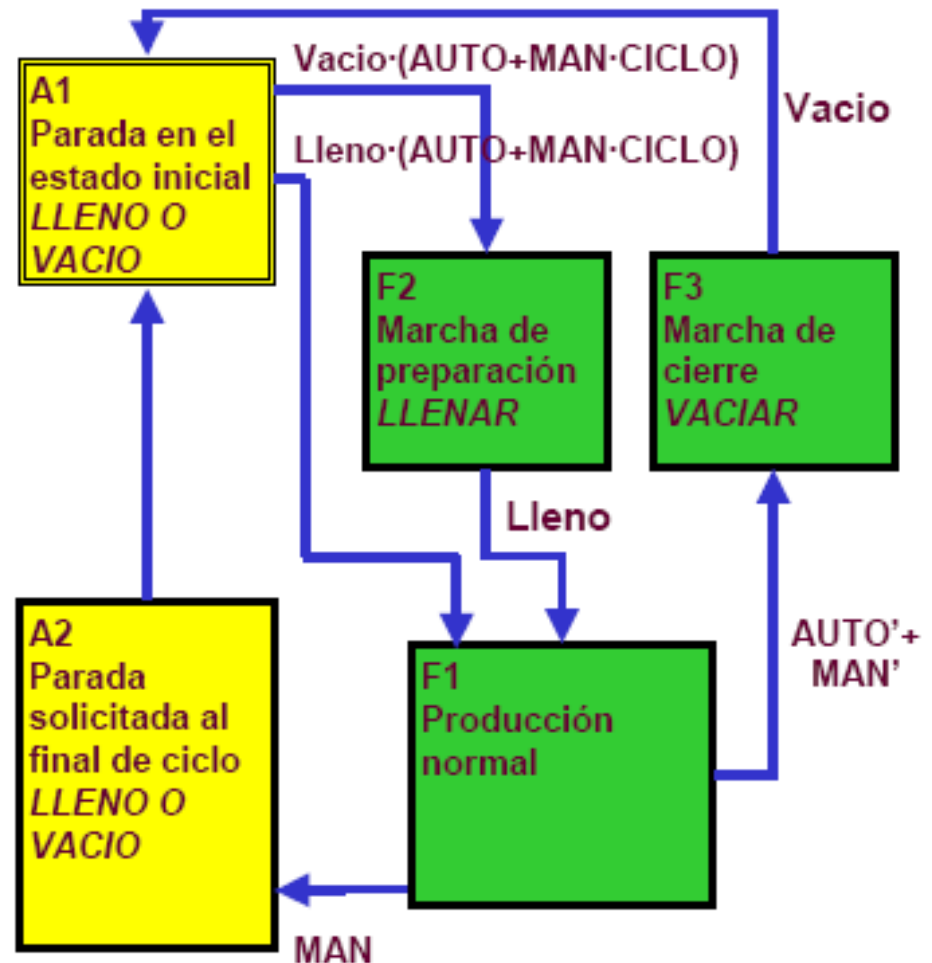 Vacio·(AUTO+MAN·CICLO)
Vacio
A1
Parada en el
estado inicial
LLENO O
VACIO
Lleno·(AUTO+MAN·CICLO)
F2
Marcha de
preparación
LLENAR
F3
Marcha de
cierre
VACIAR
Lleno
A2
Parada
solicitada al
final de ciclo
LLENO O
VACIO
F1
Producción
normal
AUTO'+
MAN'
MAN